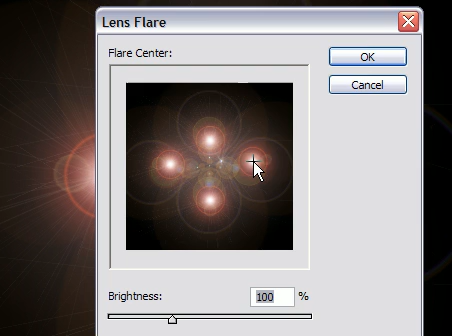 Lens Flare
Flare Center:
OK
Cancel
Brightness:
100 %